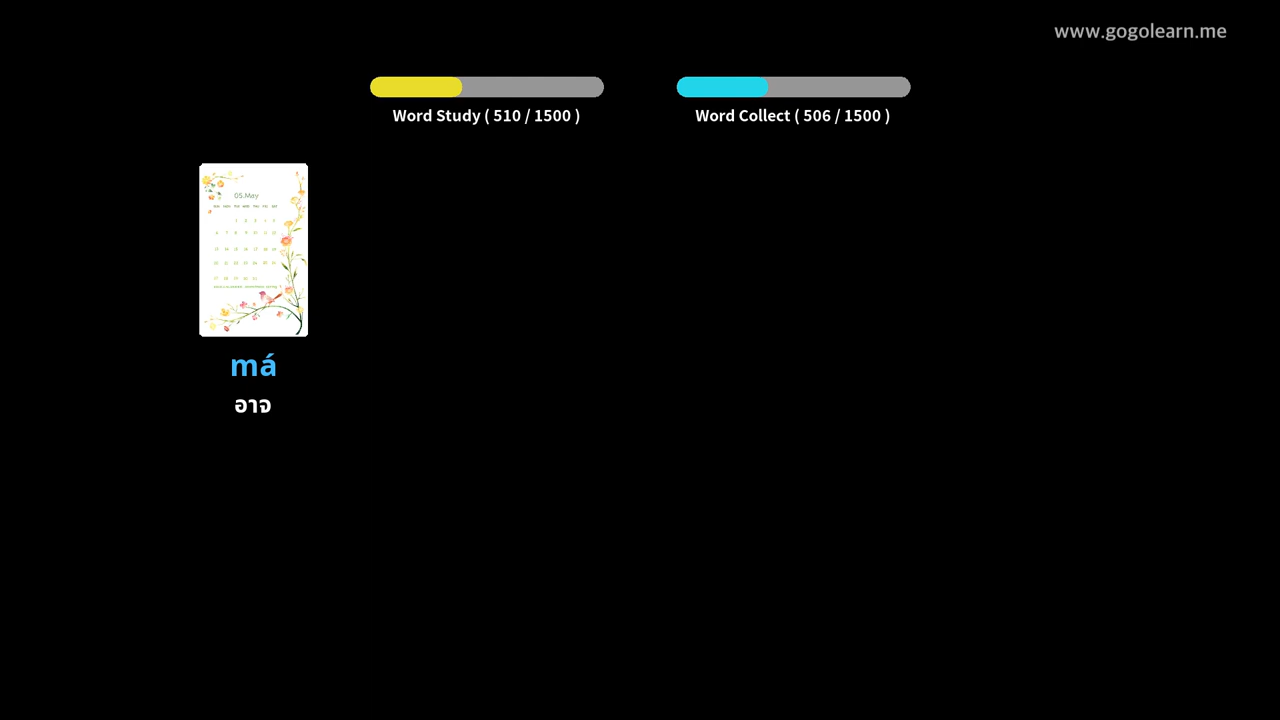 www.gogolearn.me
Word Study ( 510 / 1500 )
Word Collect ( 506 / 1500 )
05.May
má
อาจ